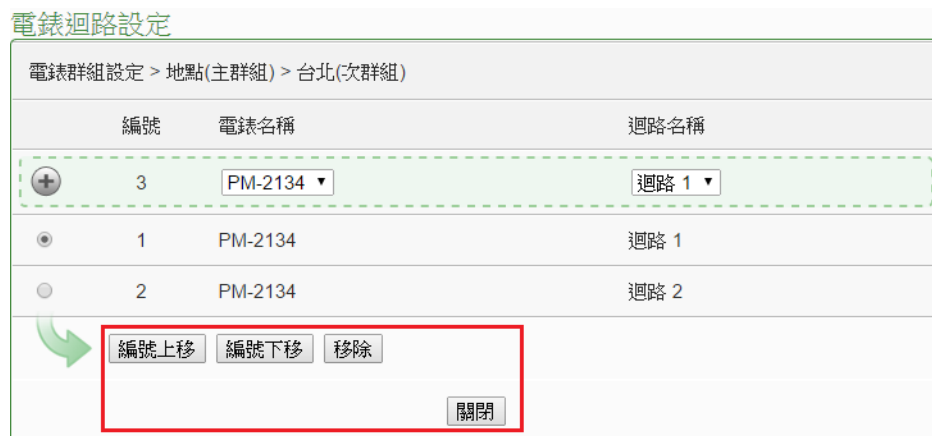 電錶迴路設定
電錶群組設定 > 地點(主群組) > 台北(次群組)
編號 電錶名稱 迴路名稱
3 PM-2134 ▼ 迴路 1 ▼
1 PM-2134 迴路 1
2 PM-2134 迴路 2
編號上移 編號下移 移除
關閉